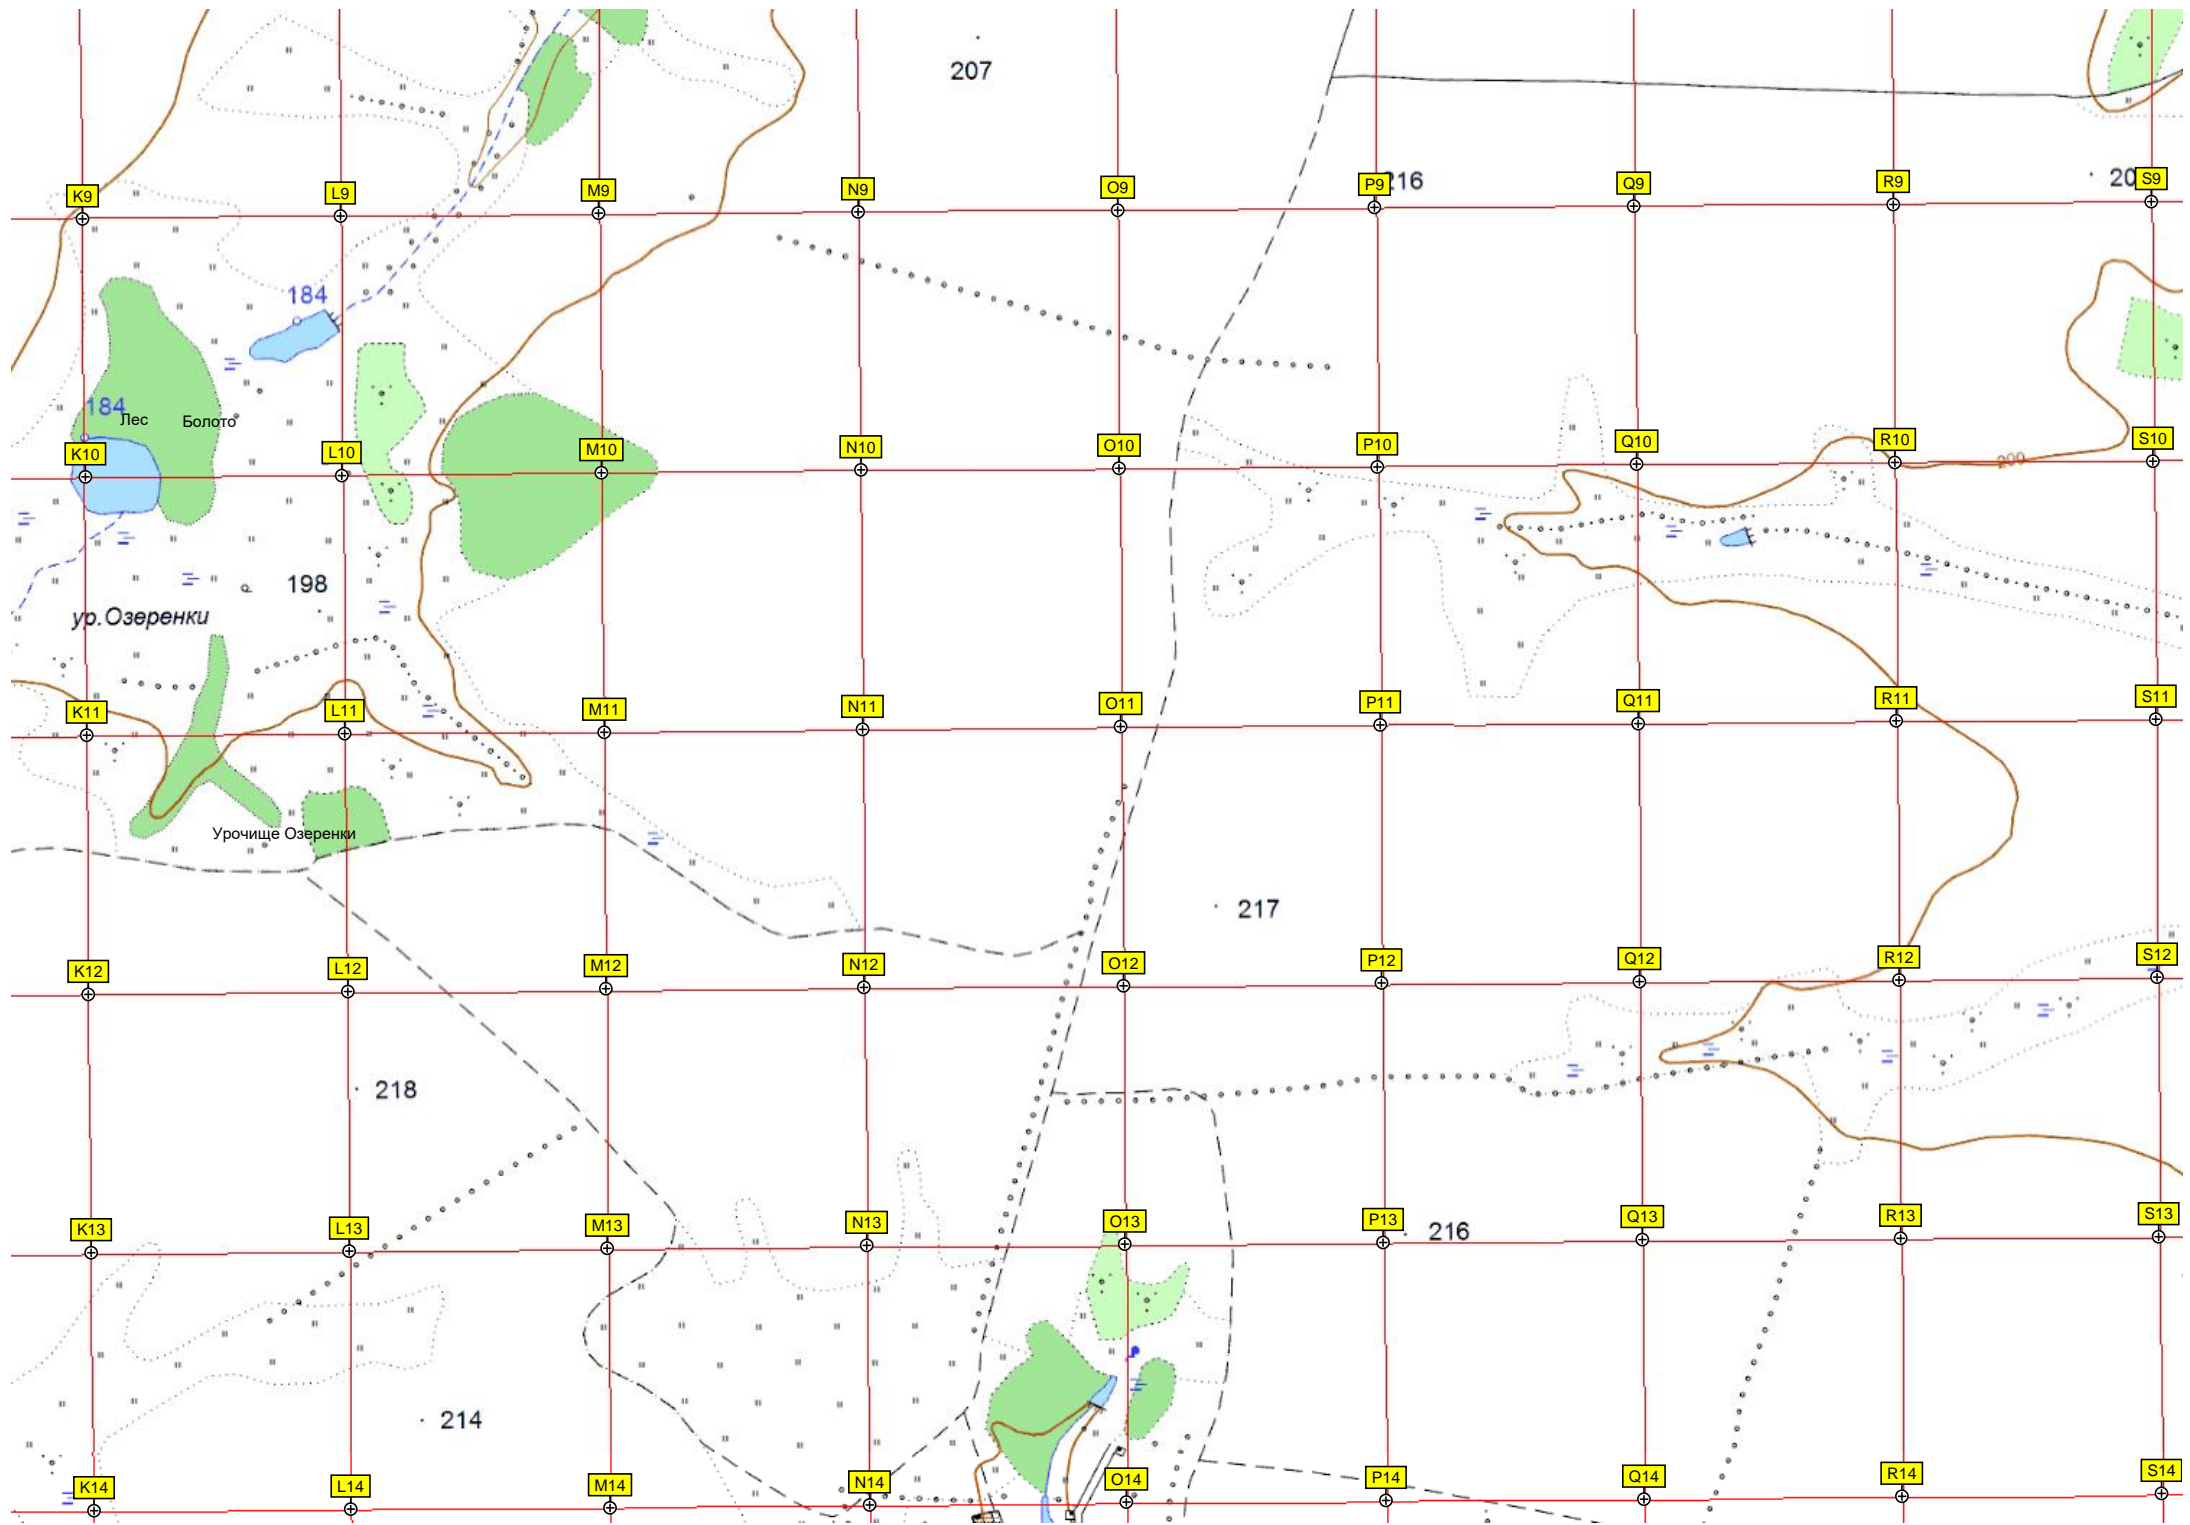 207
K9 L9 M9 N9 O9 P9 216 Q9 R9 S9
184
184
Лес Болото
K10 L10 M10 N10 O10 P10 Q10 R10 200 S10
198
ур.Озеренки
K11 L11 M11 N11 O11 P11 Q11 R11 S11
Урочище Озеренки
217
K12 L12 M12 N12 O12 P12 Q12 R12 S12
218
K13 L13 M13 N13 O13 P13 216 Q13 R13 S13
214
K14 L14 M14 N14 O14 P14 Q14 R14 S14